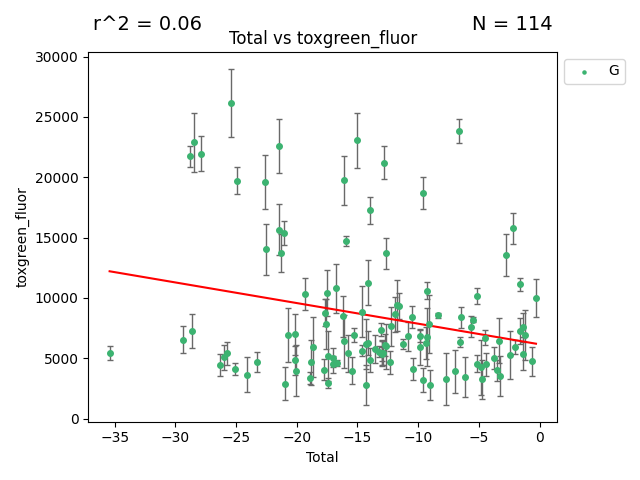 r^2 = 0.06
N = 114
Total vs toxgreen_fluor
G
30000
25000
20000
15000
10000
5000
0
toxgreen_fluor
−35
−30
−25
−20
−15
−10
−5
0
Total